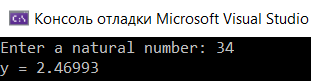 Консоль отладки Microsoft Visual Studio
Enter a natural number: 34
y = 2.46993